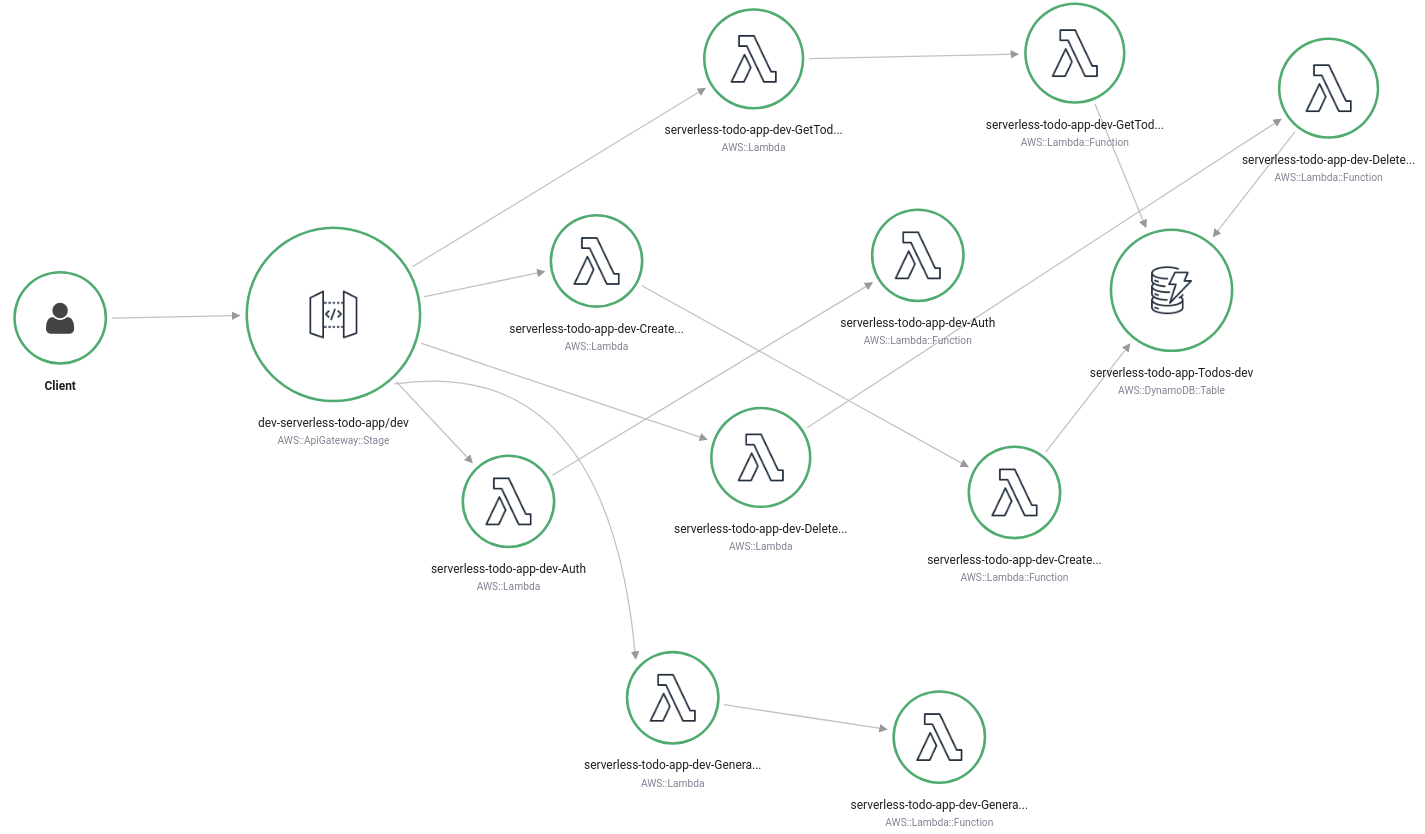 serverless-todo-app-dev-GetTod...
AWS::Lambda
serverless-todo-app-dev-GetTod...
AWS::Lambda::Function
serverless-todo-app-dev-Delete...
AWS::Lambda::Function
serverless-todo-app-dev-Create...
AWS::Lambda
serverless-todo-app-dev-Auth
AWS::Lambda::Function
Client
dev-serverless-todo-app/dev
AWS::ApiGateway::Stage
serverless-todo-app-Todos-dev
AWS::DynamoDB::Table
serverless-todo-app-dev-Auth
AWS::Lambda
serverless-todo-app-dev-Delete...
AWS::Lambda
serverless-todo-app-dev-Create...
AWS::Lambda::Function
serverless-todo-app-dev-Genera...
AWS::Lambda
serverless-todo-app-dev-Genera...
AWS::Lambda::Function